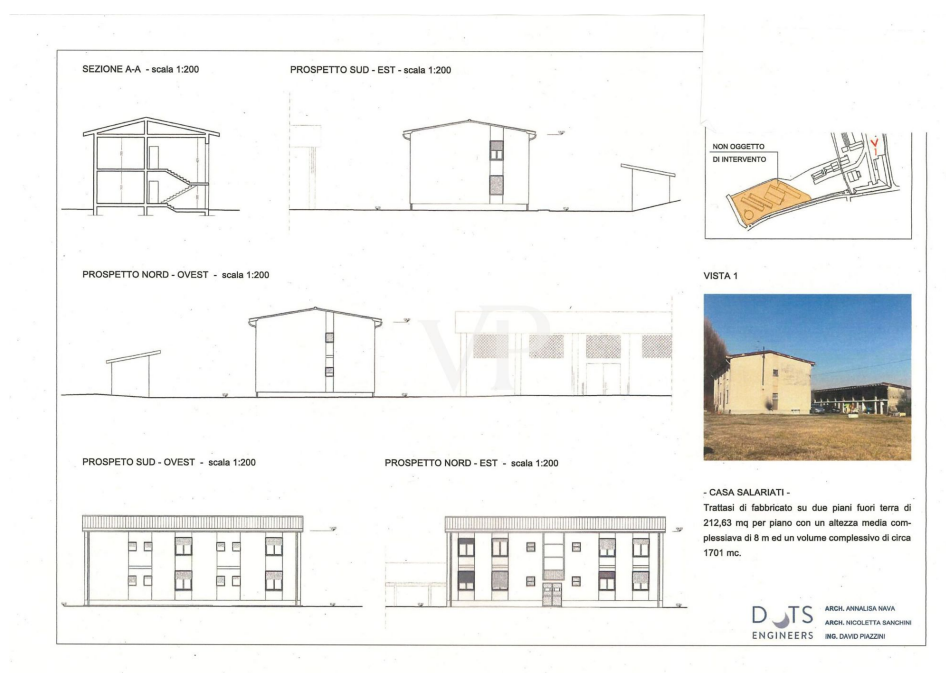 SEZIONE A-A - scala 1:200
PROSPETTO SUD - EST - scala 1:200
NON OGGETTO
DI INTERVENTO
V
PROSPETTO NORD - OVEST - scala 1:200
VISTA 1
VP
PROSPETO SUD - OVEST - scala 1:200
PROSPETTO NORD - EST - scala 1:200
- CASA SALARIATI -
Trattasi di fabbricato su due piani fuori terra di
212,63 mq per piano con un altezza media com-
plessiava di 8 m ed un volume complessivo di circa
1701 mc.
DOTS
ENGINEERS
ARCH. ANNALISA NAVA
ARCH. NICOLETTA SANCHINI
ING. DAVID PIAZZINI